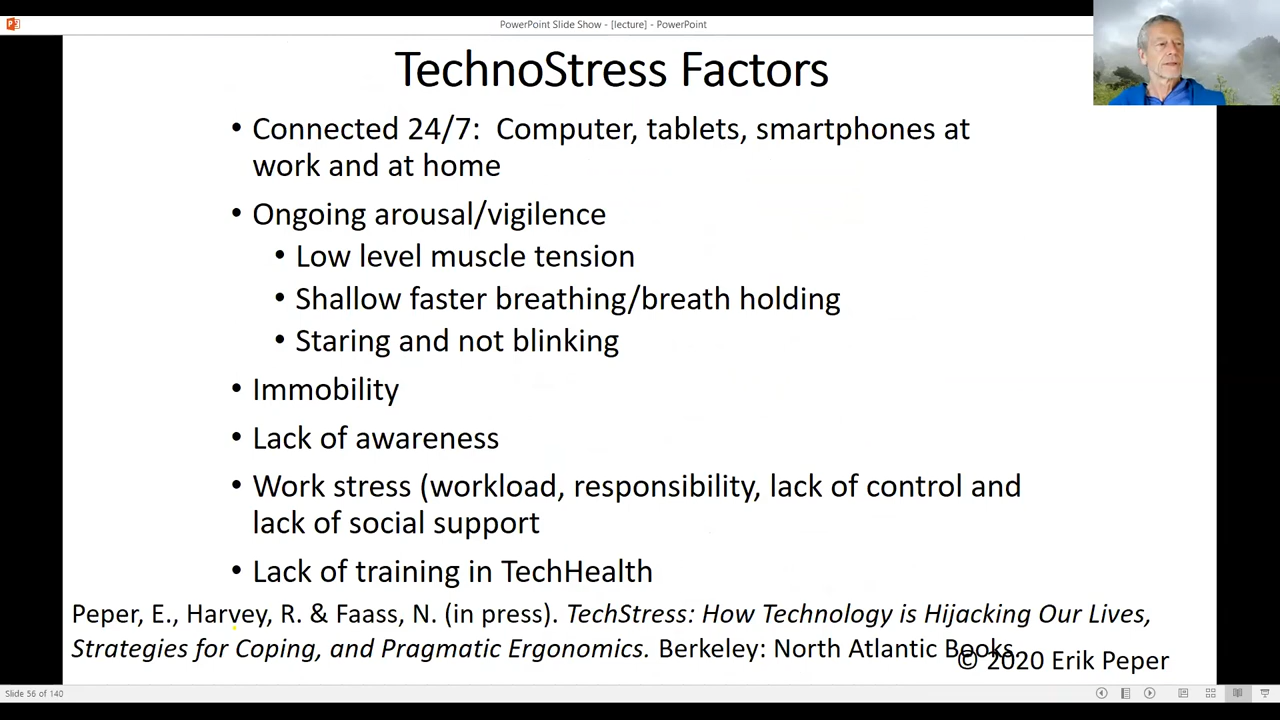 PowerPoint Slide Show - [lecture] - PowerPoint
TechnoStress Factors
• Connected 24/7:  Computer, tablets, smartphones at
work and at home
• Ongoing arousal/vigilence
• Low level muscle tension
• Shallow faster breathing/breath holding
• Staring and not blinking
• Immobility
• Lack of awareness
• Work stress (workload, responsibility, lack of control and
lack of social support
• Lack of training in TechHealth
Peper, E., Harvey, R. & Faass, N. (in press). TechStress: How Technology is Hijacking Our Lives,
Strategies for Coping, and Pragmatic Ergonomics. Berkeley: North Atlantic Books.
© 2020 Erik Peper
Slide 56 of 140